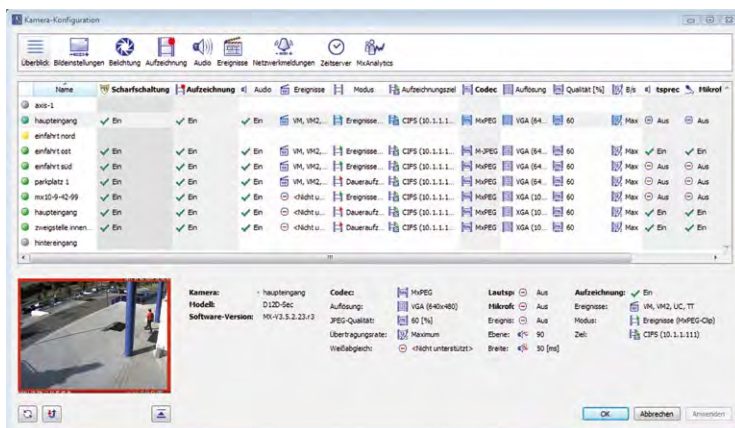 Kamera-Konfiguration
Überblick Bildeinstellungen Belichtung Aufzeichnung Audio Ereignisse Netzwerkmeldungen Zeitserver MxAnalytics
Name Scharfschaltung Aufzeichnung Audio Ereignisse Modus Aufzeichnungsziel Codec Auflösung Qualität [%] B/s tsprec Mikrof
axis-1
haupteingang Ein Ein Ein VM, VM2,... Ereignisse... CIFS (10.1.1.1... MxPEG VGA (64... 60 Max Aus Aus
einfahrt nord
einfahrt ost Ein Ein Ein VM, VM2,... Ereignisse... CIFS (10.1.1.1... M-JPEG VGA (64... 60 Max Ein Ein
einfahrt süd Ein Ein Ein VM, VM2,... Ereignisse... CIFS (10.1.1.1... MxPEG VGA (64... 60 Max Aus Aus
parkplatz 1 Ein Ein Ein VM, VM2,... Daueraufz... CIFS (10.1.1.1... MxPEG VGA (64... 60 Max Aus Aus
mx10-9-42-99 Ein Ein Ein <Nicht u... Ereignisse... CIFS (10.1.1.1... MxPEG XGA (10... 60 Max Aus Aus
haupteingang Ein Ein Ein <Nicht u... Daueraufz... CIFS (10.1.1.1... MxPEG XGA (10... 60 Max Ein Ein
zweigstelle innen... Ein Ein Ein <Nicht u... Daueraufz... CIFS (10.1.1.1... MxPEG XGA (10... 60 Max Ein Ein
hintereingang
Kamera: haupteingang Codec: MxPEG Lautsp Aus Aufzeichnung: Ein
Modell: D12D-Sec Auflösung: VGA (640x480) Mikrofo Aus Ereignisse: VM, VM2, UC, TT
Software-Version: MX-V3.5.2.23.r3 JPEG-Qualität: 60 [%] Ereignis: Aus Modus: Ereignisse (MxPEG-Clip)
Übertragungsrate: Maximum Ebene: 90 Ziel: CIFS (10.1.1.111)
Weißabgleich: <Nicht unterstützt> Breite: 50 [ms]
OK Abbrechen Anwenden